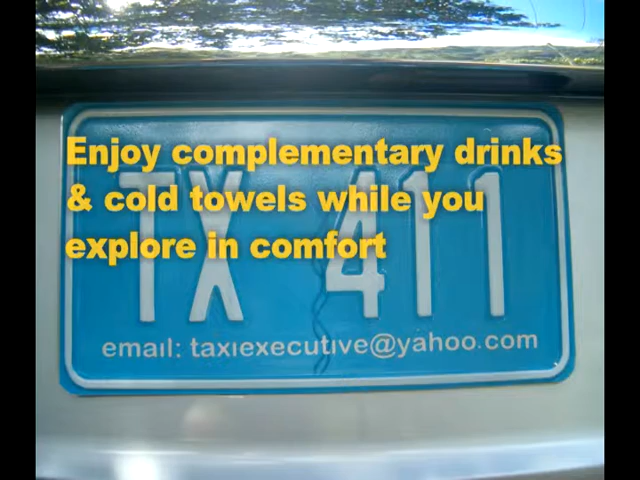 Enjoy complementary drinks
& cold towels while you
explore in comfort
TX 411
email: taxiexecutive@yahoo.com